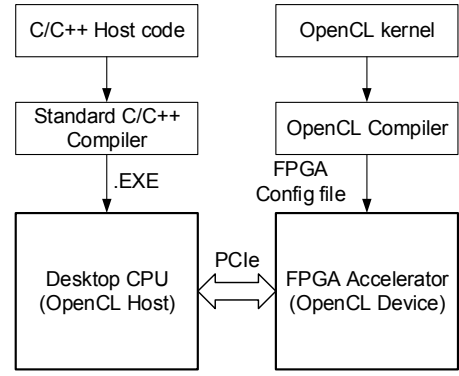 C/C++ Host code
OpenCL kernel
Standard C/C++
Compiler
OpenCL Compiler
.EXE
FPGA
Config file
PCIe
Desktop CPU
(OpenCL Host)
FPGA Accelerator
(OpenCL Device)